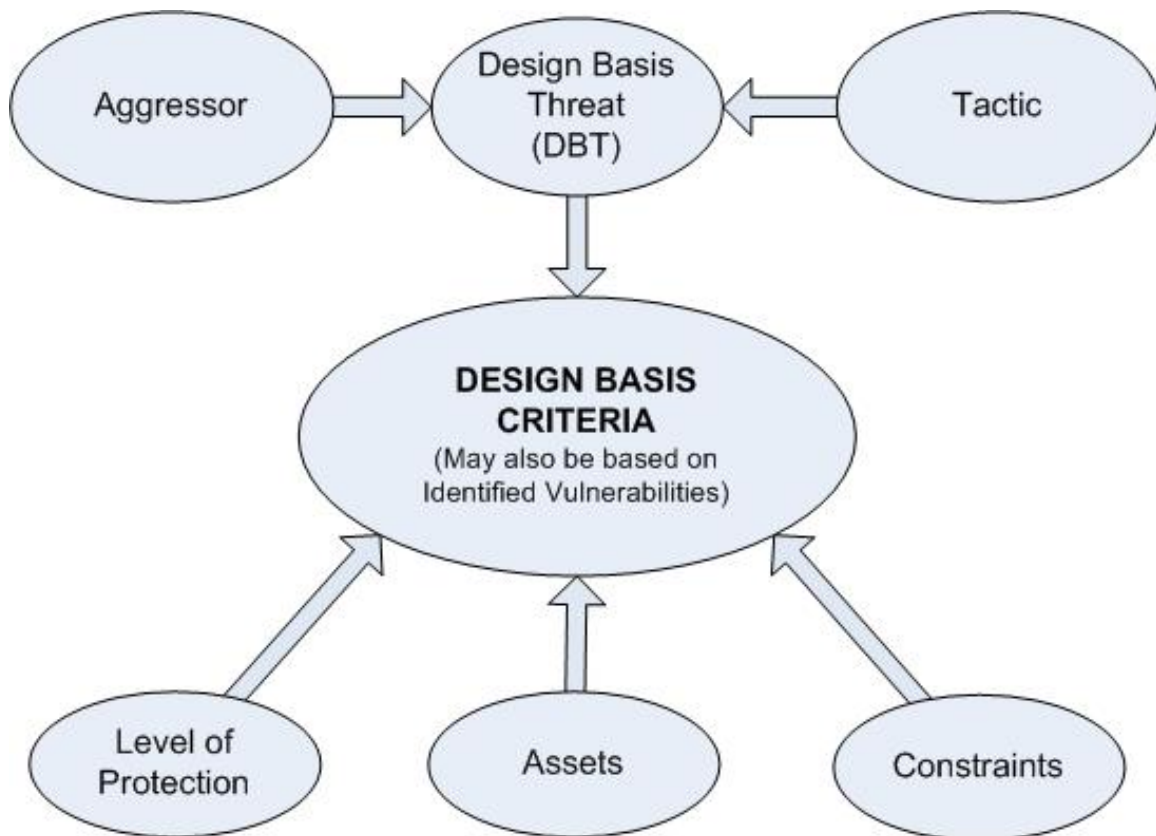 Aggressor
Design Basis
Threat
(DBT)
Tactic
DESIGN BASIS
CRITERIA
(May also be based on
Identified Vulnerabilities)
Level of
Protection
Assets
Constraints